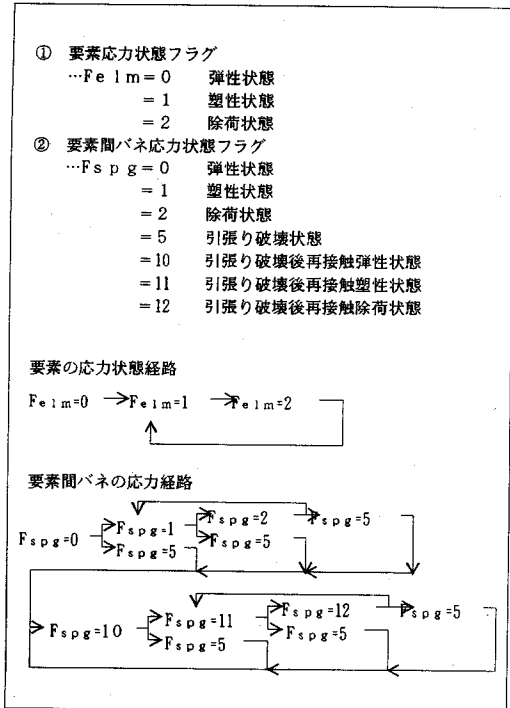 ① 要素応力状態フラグ
…Felm=0 弾性状態
=1 塑性状態
=2 除荷状態
② 要素間バネ応力状態フラグ
…Fspg=0 弾性状態
=1 塑性状態
=2 除荷状態
=5 引張り破壊状態
=10 引張り破壊後再接触弾性状態
=11 引張り破壊後再接触塑性状態
=12 引張り破壊後再接触除荷状態
要素の応力状態経路
Felm=0 Felm=1 Felm=2
要素間バネの応力経路
Fspg=2 Fspg=5
Fspg=1
Fspg=0 Fspg=5
Fspg=5
Fspg=12 Fspg=5
Fspg=11
Fspg=10 Fspg=5
Fspg=5